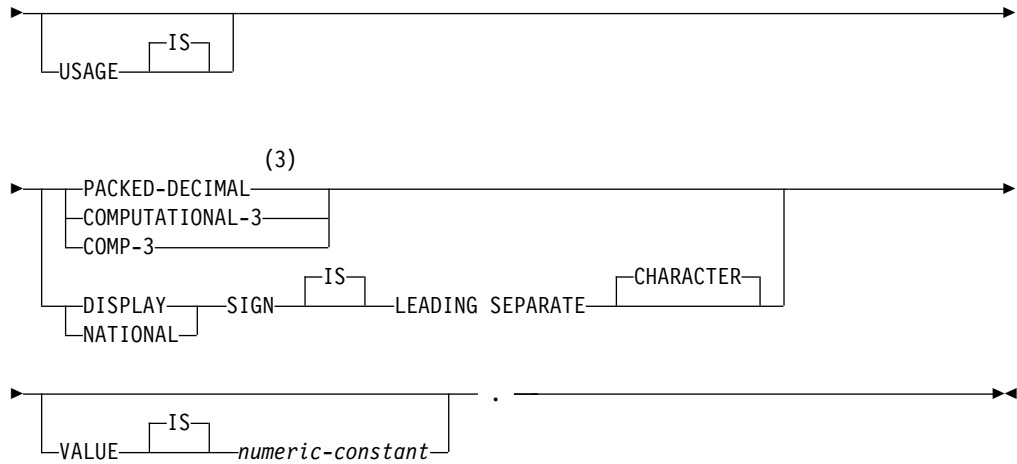 IS
USAGE
(3)
PACKED-DECIMAL
COMPUTATIONAL-3
COMP-3
IS
CHARACTER
DISPLAY SIGN LEADING SEPARATE
NATIONAL
.
IS
VALUE numeric-constant